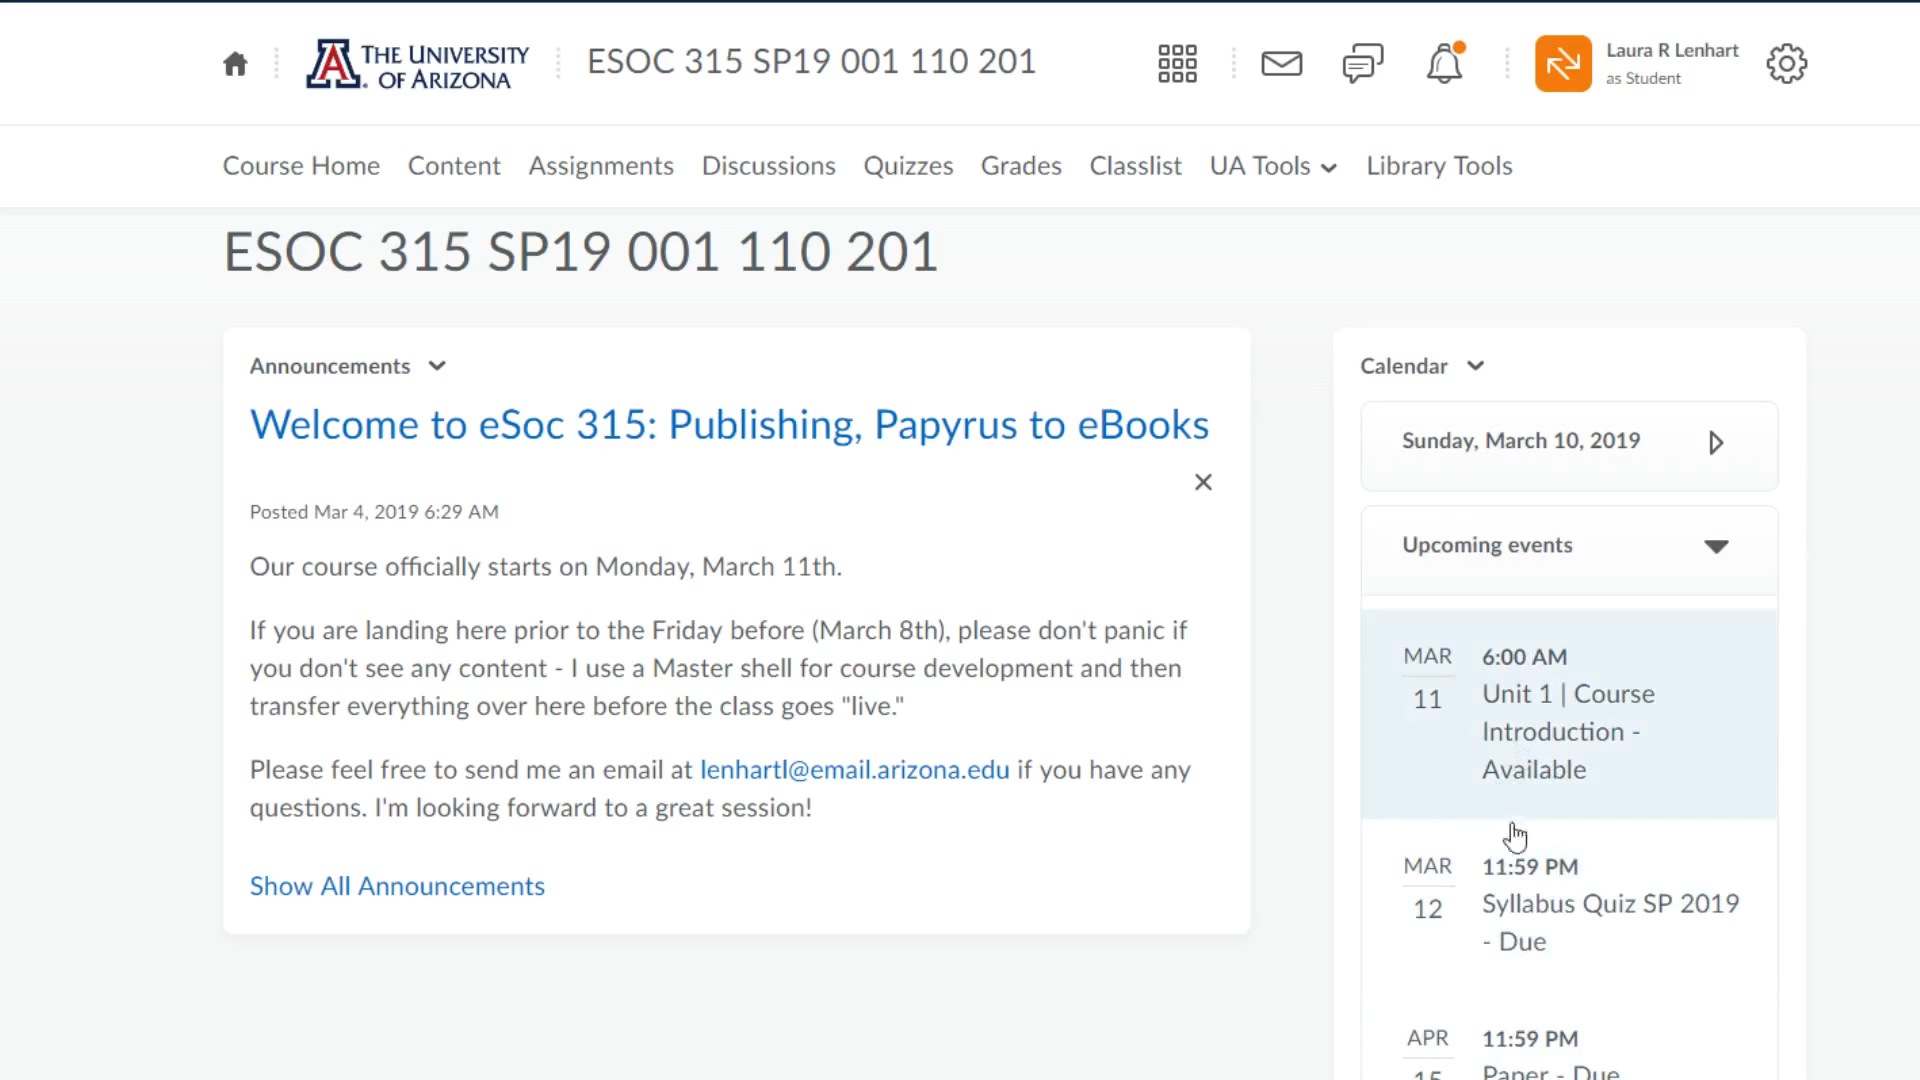 THE UNIVERSITY
OF ARIZONA
ESOC 315 SP19 001 110 201
Laura R Lenhart
as Student
Course Home
Content
Assignments
Discussions
Quizzes
Grades
Classlist
UA Tools
Library Tools
ESOC 315 SP19 001 110 201
Announcements
Welcome to eSoc 315: Publishing, Papyrus to eBooks
Posted Mar 4, 2019 6:29 AM
Our course officially starts on Monday, March 11th.
If you are landing here prior to the Friday before (March 8th), please don't panic if
you don't see any content - I use a Master shell for course development and then
transfer everything over here before the class goes "live."
Please feel free to send me an email at lenhartl@email.arizona.edu if you have any
questions. I'm looking forward to a great session!
Show All Announcements
Calendar
Sunday, March 10, 2019
Upcoming events
MAR
11
6:00 AM
Unit 1 | Course
Introduction -
Available
MAR
12
11:59 PM
Syllabus Quiz SP 2019
- Due
APR
15
11:59 PM
Paper - Due